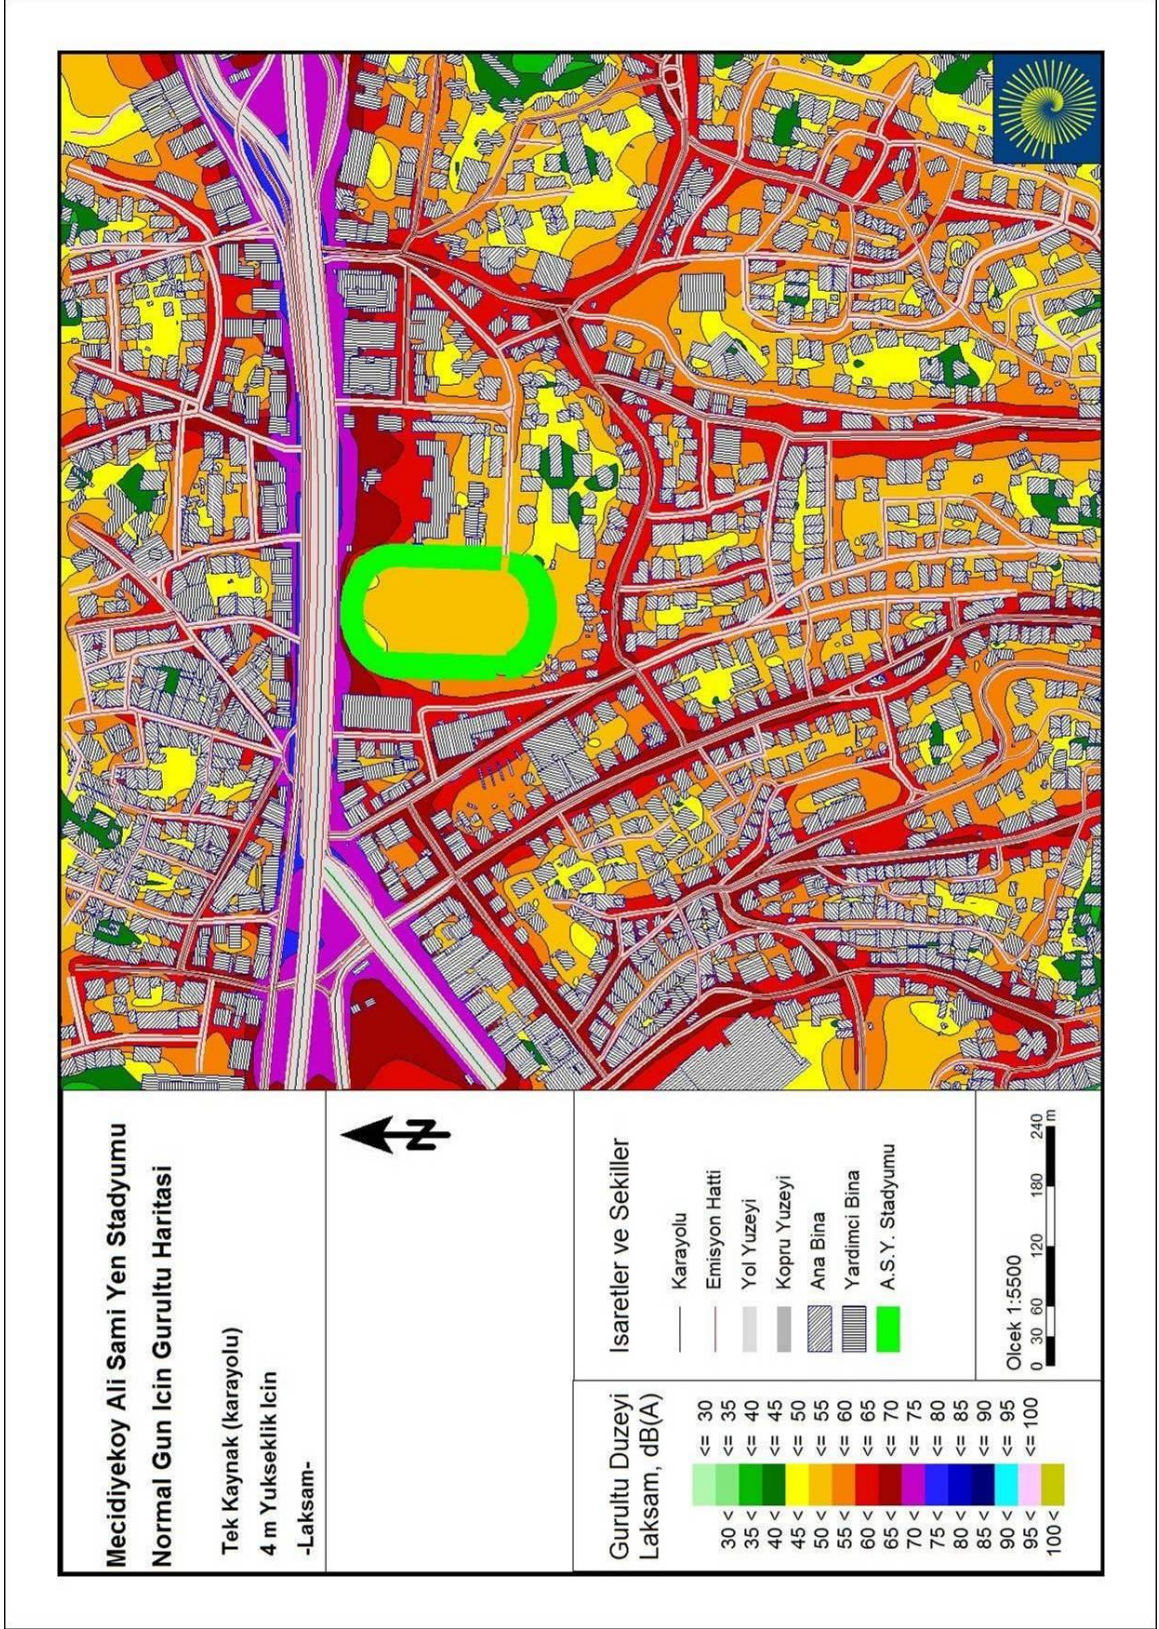 Mecidiyekoy Ali Sami Yen Stadyumu
Normal Gun Icin Gurultu Haritasi
Tek Kaynak (karayolu)
4 m Yukseklik Icin
-Laksam-
N
Gurultu Duzeyi
Laksam, dB(A)
<= 30
30 < <= 35
35 < <= 40
40 < <= 45
45 < <= 50
50 < <= 55
55 < <= 60
60 < <= 65
65 < <= 70
70 < <= 75
75 < <= 80
80 < <= 85
85 < <= 90
90 < <= 95
95 < <= 100
100 <
Isaretler ve Sekiller
Karayolu
Emisyon Hatti
Yol Yuzeyi
Kopru Yuzeyi
Ana Bina
Yardimci Bina
A.S.Y. Stadyumu
Olcek 1:5500
0 30 60 120 180 240
m